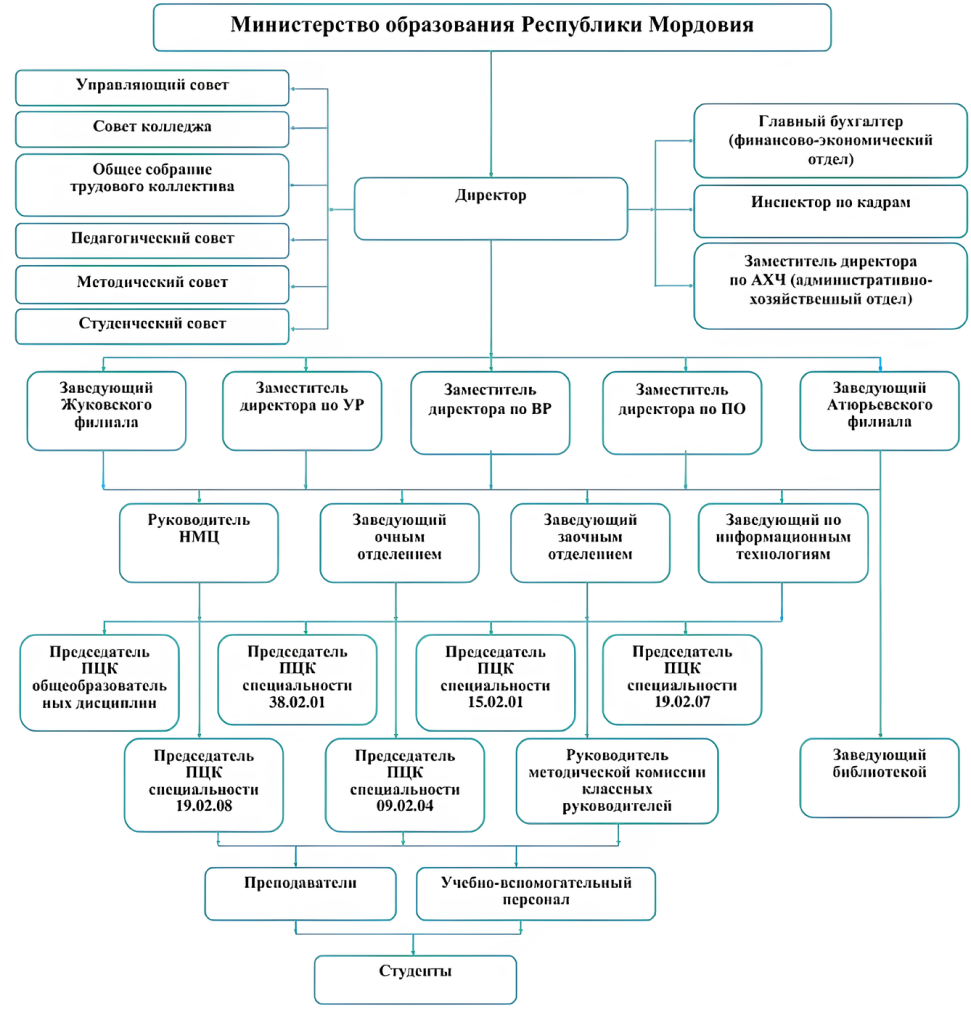 Министерство образования Республики Мордовия
Управляющий совет
Совет колледжа
Общее собрание
трудового коллектива
Педагогический совет
Методический совет
Студенческий совет
Директор
Главный бухгалтер
(финансово-экономический
отдел)
Инспектор по кадрам
Заместитель директора
по АХЧ (административно-
хозяйственный отдел)
Заведующий
Жуковского
филиала
Заместитель
директора по УР
Заместитель
директора по ВР
Заместитель
директора по ПО
Заведующий
Атюрьевского
филиала
Руководитель
НМЦ
Заведующий
очным
отделением
Заведующий
заочным
отделением
Заведующий по
информационным
технологиям
Председатель
ПЦК
общеобразователь
ных дисциплин
Председатель
ПЦК
специальности
38.02.01
Председатель
ПЦК
специальности
15.02.01
Председатель
ПЦК
специальности
19.02.07
Председатель
ПЦК
специальности
19.02.08
Председатель
ПЦК
специальности
09.02.04
Руководитель
методической комиссии
классных
руководителей
Заведующий
библиотекой
Преподаватели
Учебно-вспомогательный
персонал
Студенты